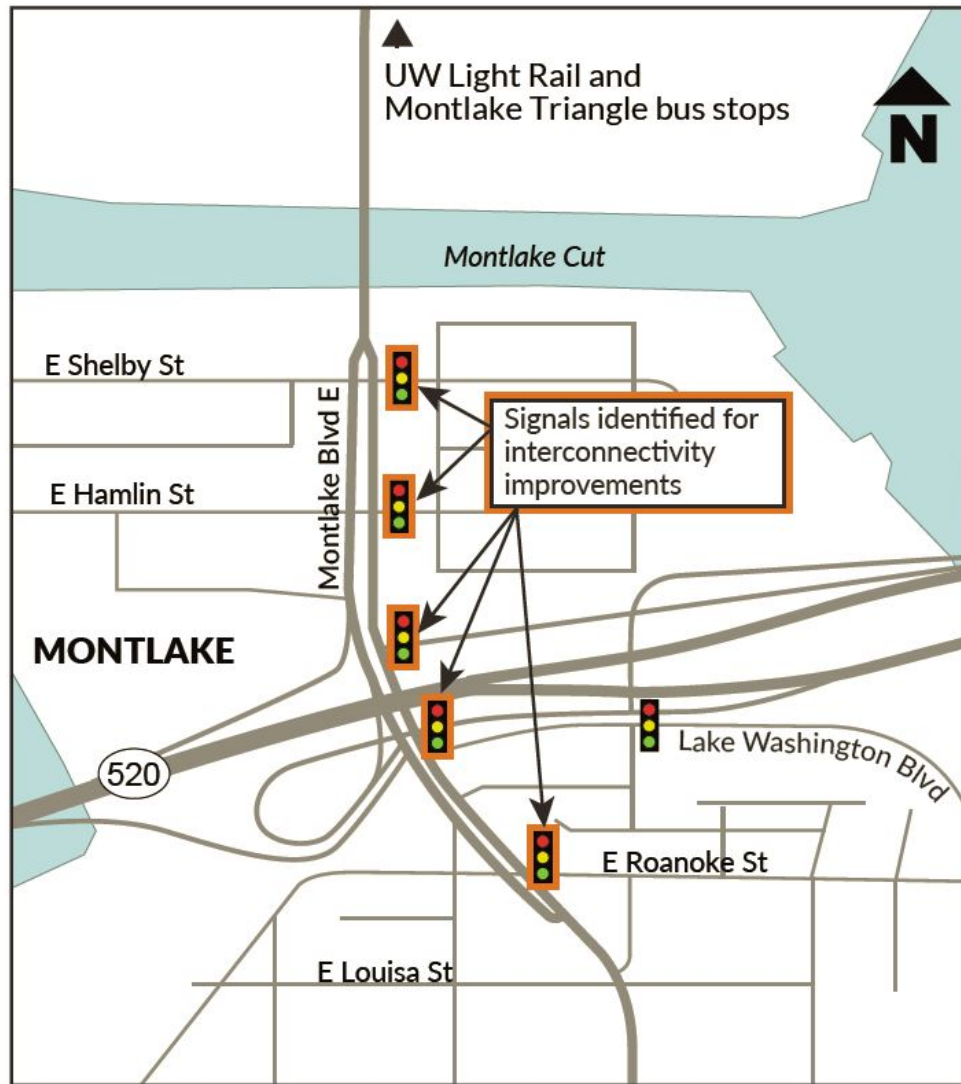 UW Light Rail and
Montlake Triangle bus stops
N
Montlake Cut
E Shelby St
Montlake Blvd E
Signals identified for
interconnectivity
improvements
E Hamlin St
MONTLAKE
520
Lake Washington Blvd
E Roanoke St
E Louisa St